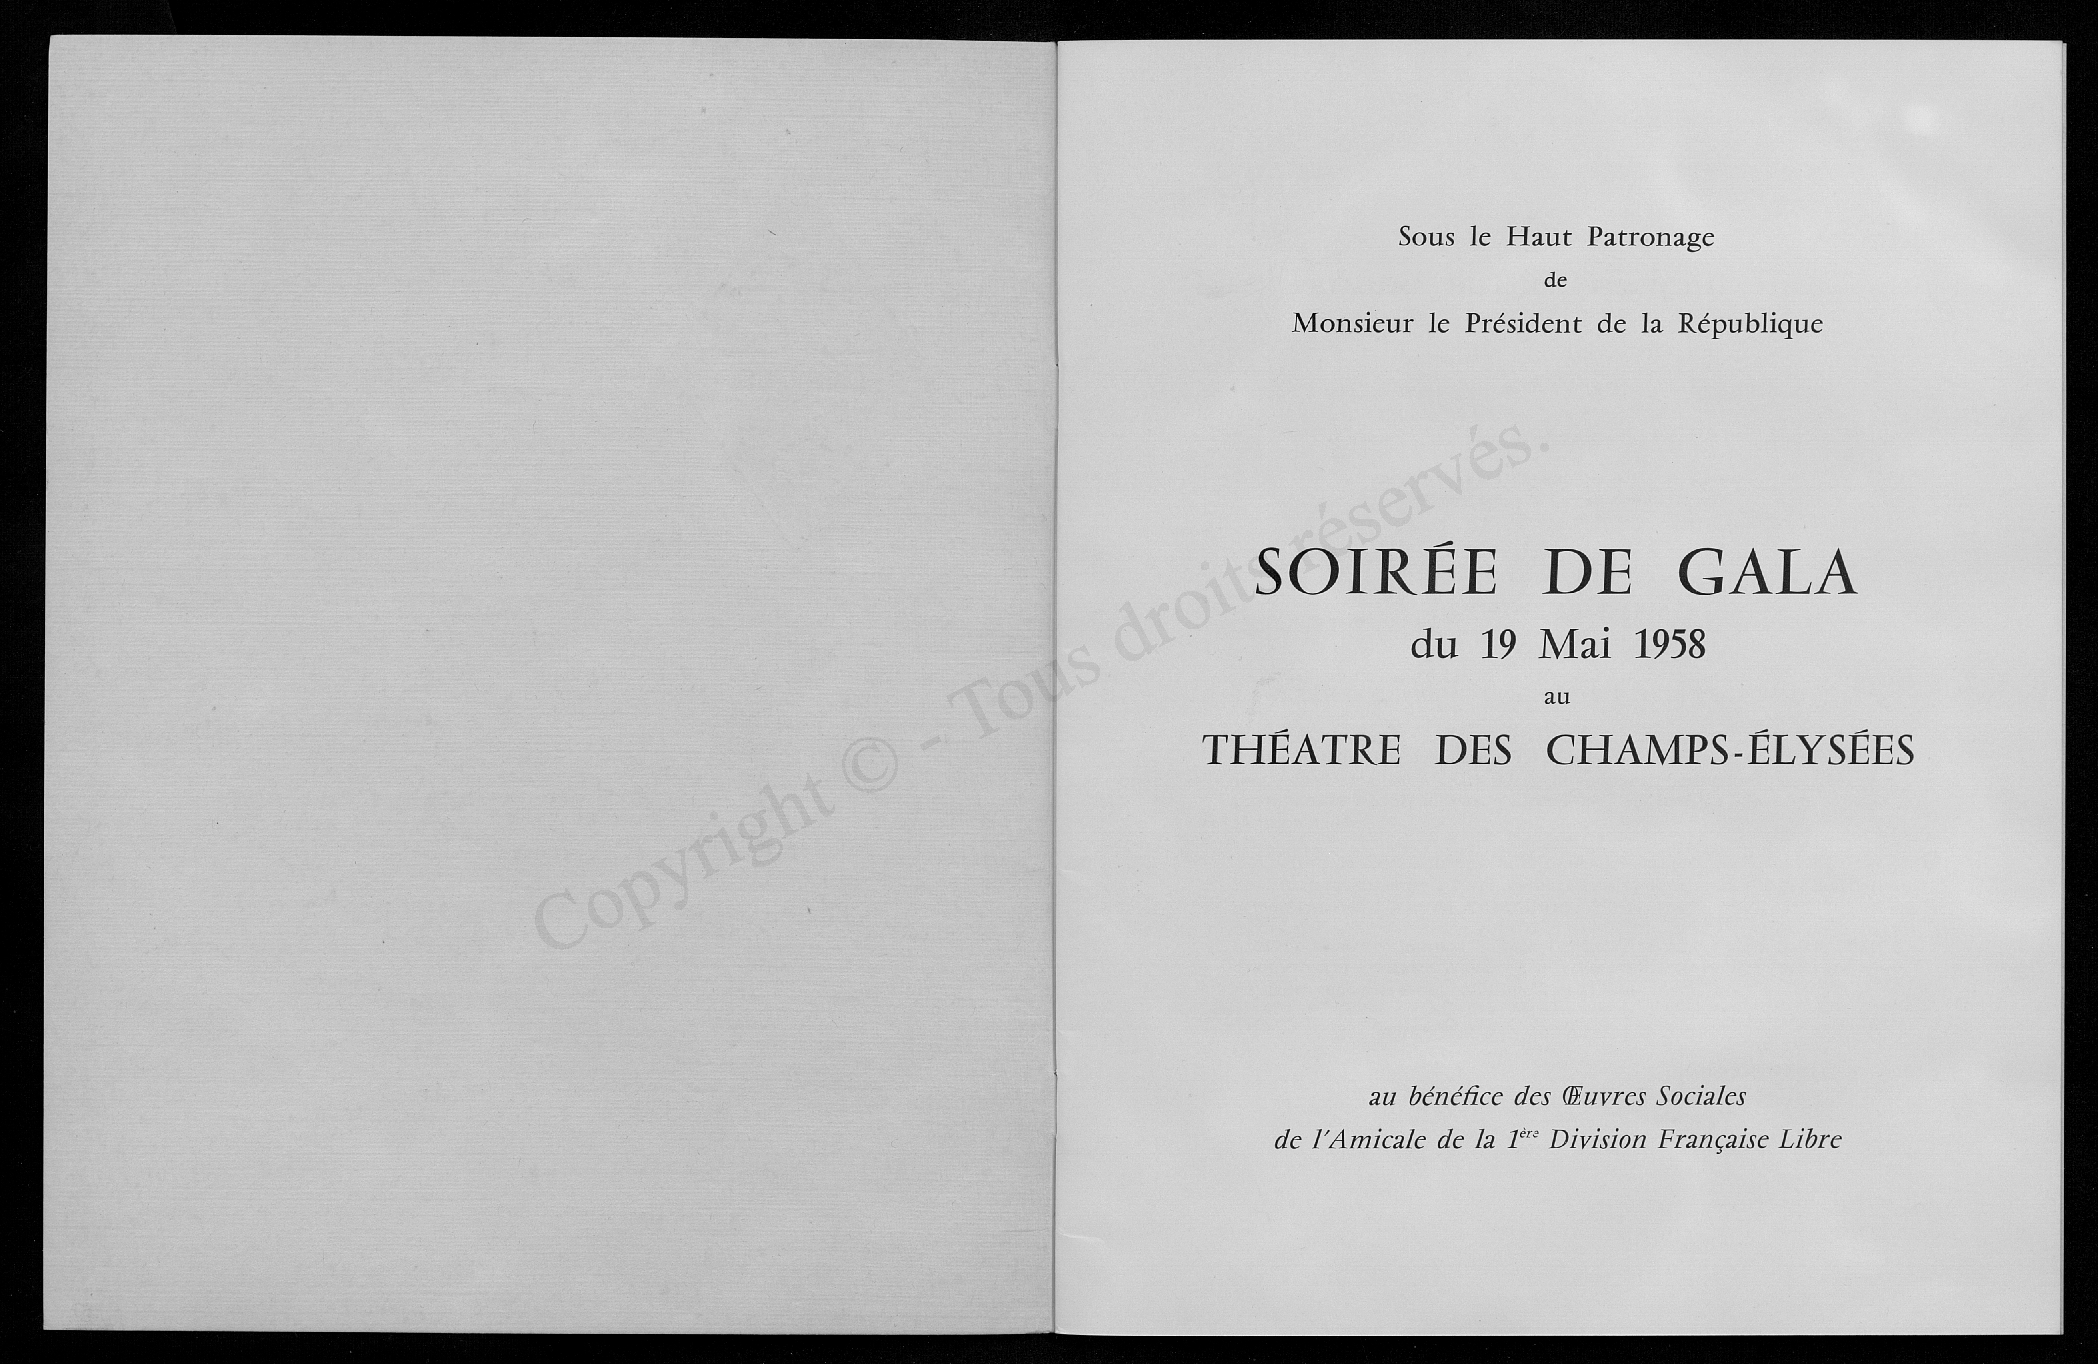 Sous le Haut Patronage
de
Monsieur le Président de la République
SOIRÉE DE GALA
du 19 Mai 1958
au
THÉATRE DES CHAMPS-ÉLYSÉES
au bénéfice des Œuvres Sociales
de l'Amicale de la 1ère Division Française Libre
Copyright © - Tous droits réservés.